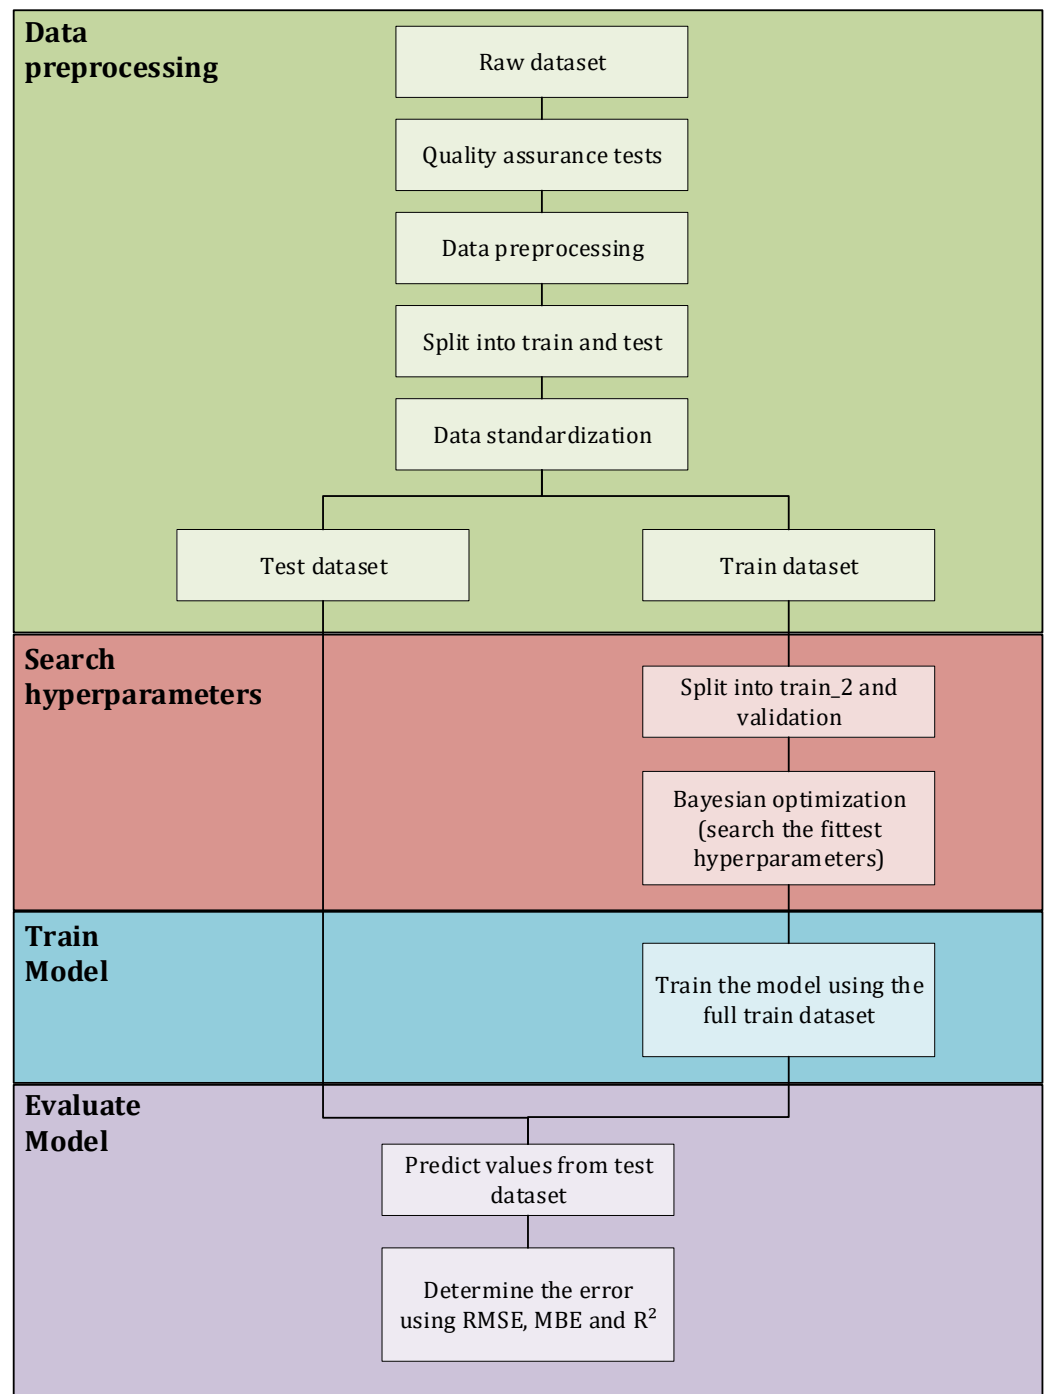 Data
preprocessing
Raw dataset
Quality assurance tests
Data preprocessing
Split into train and test
Data standardization
Test dataset
Train dataset
Search
hyperparameters
Split into train_2 and
validation
Bayesian optimization
(search the fittest
hyperparameters)
Train
Model
Train the model using the
full train dataset
Evaluate
Model
Predict values from test
dataset
Determine the error
using RMSE, MBE and R²